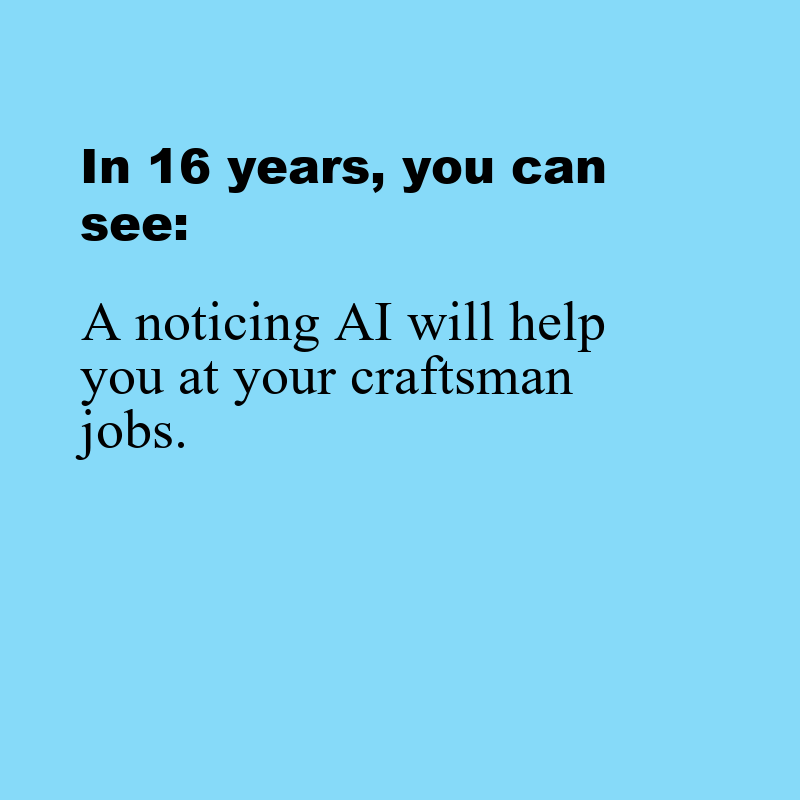 In 16 years, you can
see:
A noticing AI will help
you at your craftsman
jobs.